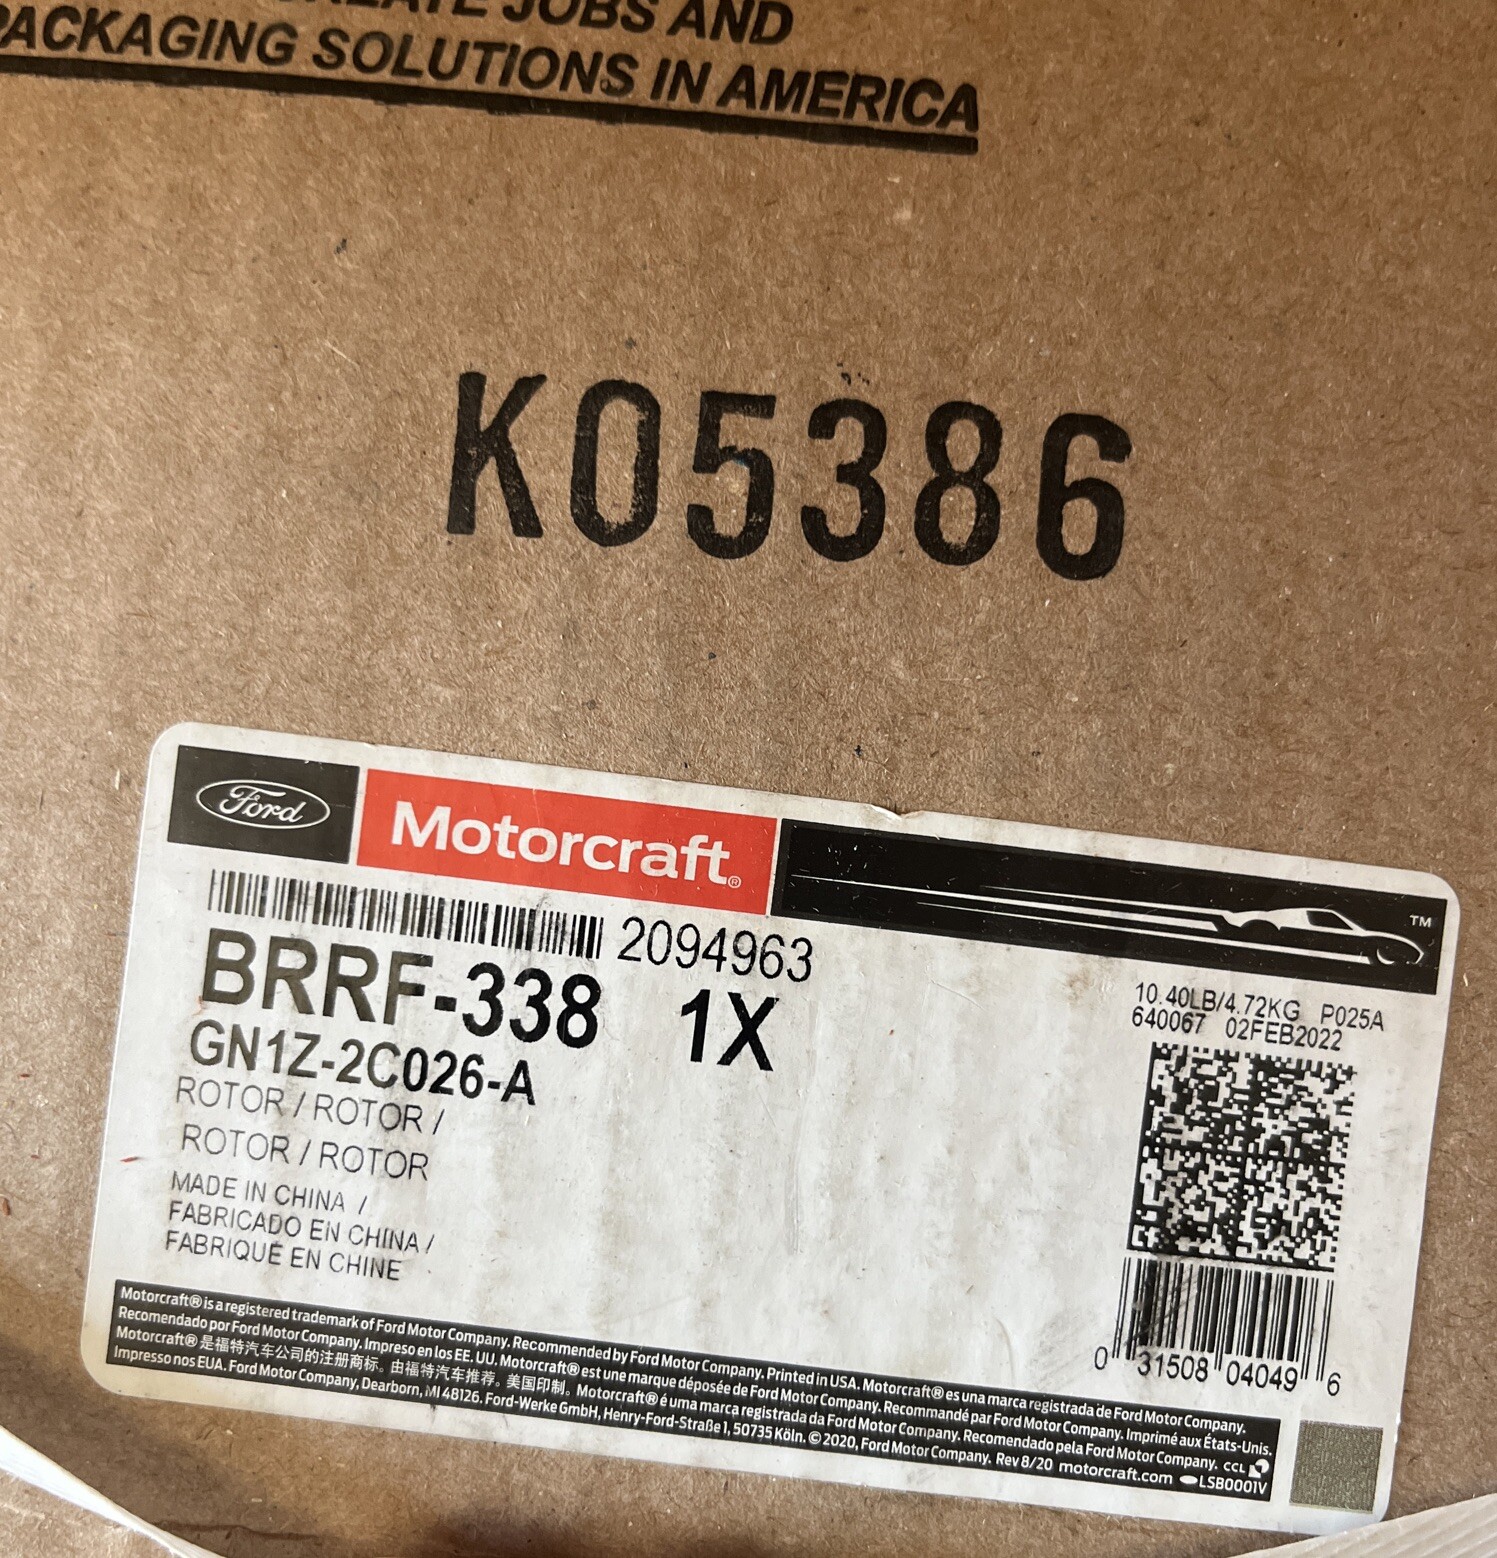 JOBS AND
PACKAGING SOLUTIONS IN AMERICA
K05386
Ford
Motorcraft®
TM
2094963
BRRF-338 1X
GN1Z-2C026-A
ROTOR / ROTOR /
ROTOR / ROTOR
MADE IN CHINA /
FABRICADO EN CHINA /
FABRIQUÉ EN CHINE
10.40LB/4.72KG P025A
640067 02FEB2022
0 31508 04049 6
Motorcraft® is a registered trademark of Ford Motor Company. Recommended by Ford Motor Company. Printed in USA. Motorcraft® es una marca registrada de Ford Motor Company.
Recomendado por Ford Motor Company. Impreso en los EE. UU. Motorcraft® est une marque déposée de Ford Motor Company. Recommandé par Ford Motor Company. Imprimé aux États-Unis.
Motorcraft® 是福特汽车公司的注册商标。由福特汽车推荐。美国印制。Motorcraft® é uma marca registrada da Ford Motor Company. Recomendado pela Ford Motor Company.
Impresso nos EUA. Ford Motor Company, Dearborn, MI 48126. Ford-Werke GmbH, Henry-Ford-Straße 1, 50735 Köln. © 2020, Ford Motor Company. Rev 8/20 motorcraft.com
CCL
LSB0001V